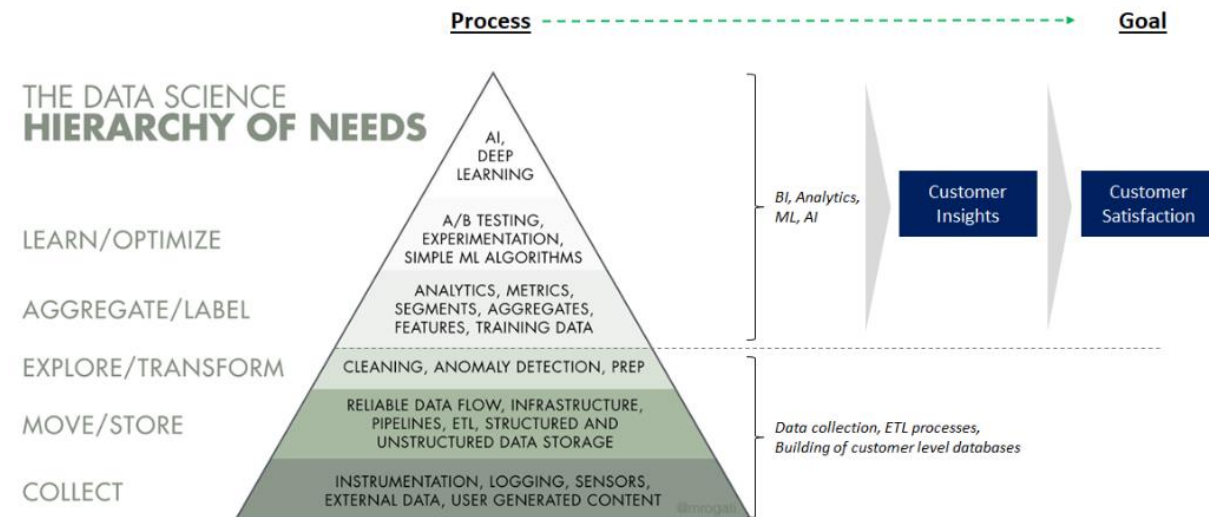 Process
Goal
THE DATA SCIENCE
HIERARCHY OF NEEDS
AI,
DEEP
LEARNING
LEARN/OPTIMIZE
A/B TESTING,
EXPERIMENTATION,
SIMPLE ML ALGORITHMS
AGGREGATE/LABEL
ANALYTICS, METRICS,
SEGMENTS, AGGREGATES,
FEATURES, TRAINING DATA
EXPLORE/TRANSFORM
CLEANING, ANOMALY DETECTION, PREP
MOVE/STORE
RELIABLE DATA FLOW, INFRASTRUCTURE,
PIPELINES, ETL, STRUCTURED AND
UNSTRUCTURED DATA STORAGE
COLLECT
INSTRUMENTATION, LOGGING, SENSORS,
EXTERNAL DATA, USER GENERATED CONTENT
@mrogati
BI, Analytics,
ML, AI
Customer
Insights
Customer
Satisfaction
Data collection, ETL processes,
Building of customer level databases